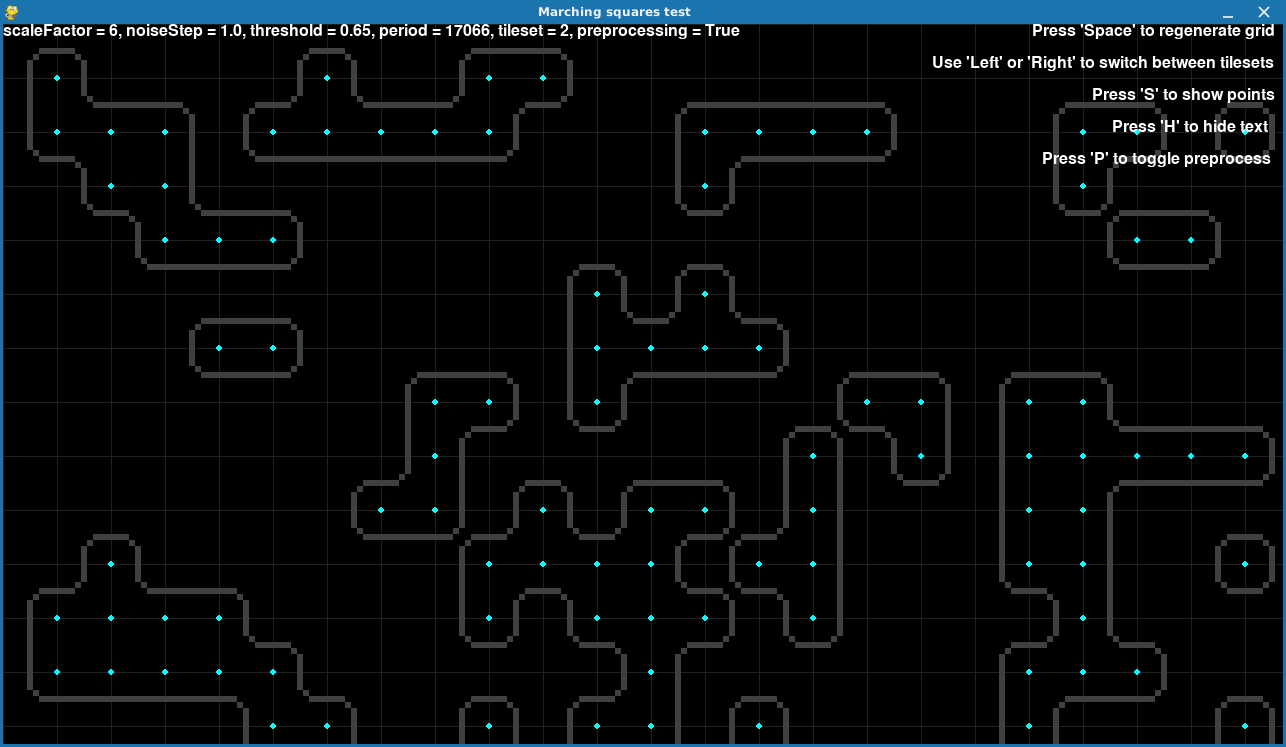 Marching squares test
scaleFactor = 6, noiseStep = 1.0, threshold = 0.65, period = 17066, tileset = 2, preprocessing = True
Press 'Space' to regenerate grid
Use 'Left' or 'Right' to switch between tilesets
Press 'S' to show points
Press 'H' to hide text
Press 'P' to toggle preprocess